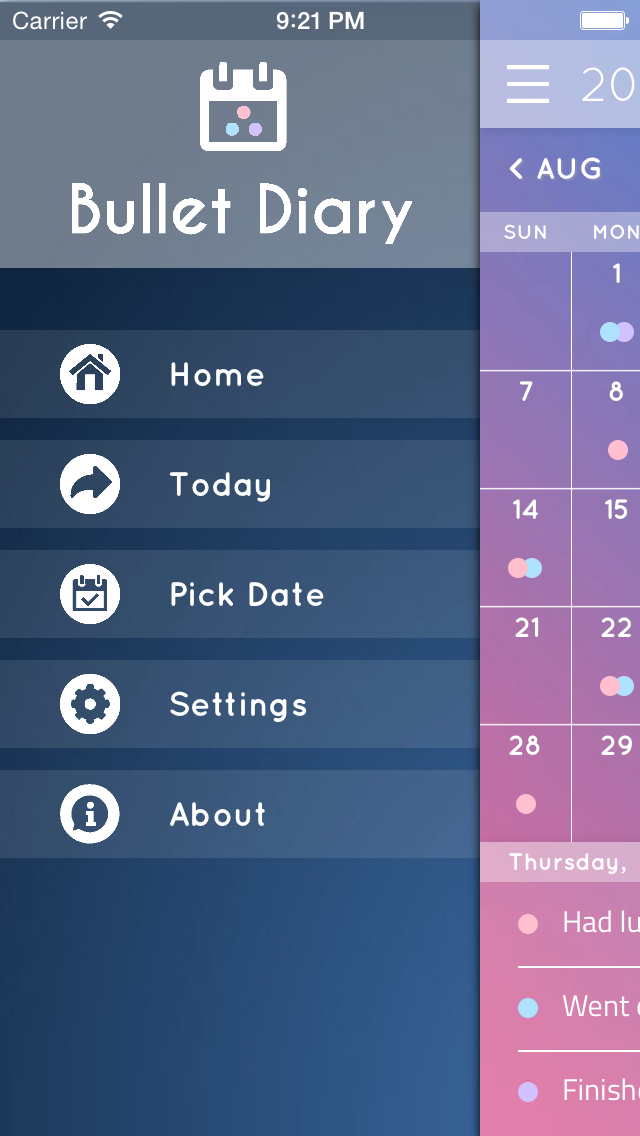 Carrier 9:21 PM
Bullet Diary
Home
Today
Pick Date
Settings
About
20
AUG
SUN MON
1
7 8
14 15
21 22
28 29
Thursday,
Had lu
Went
Finish